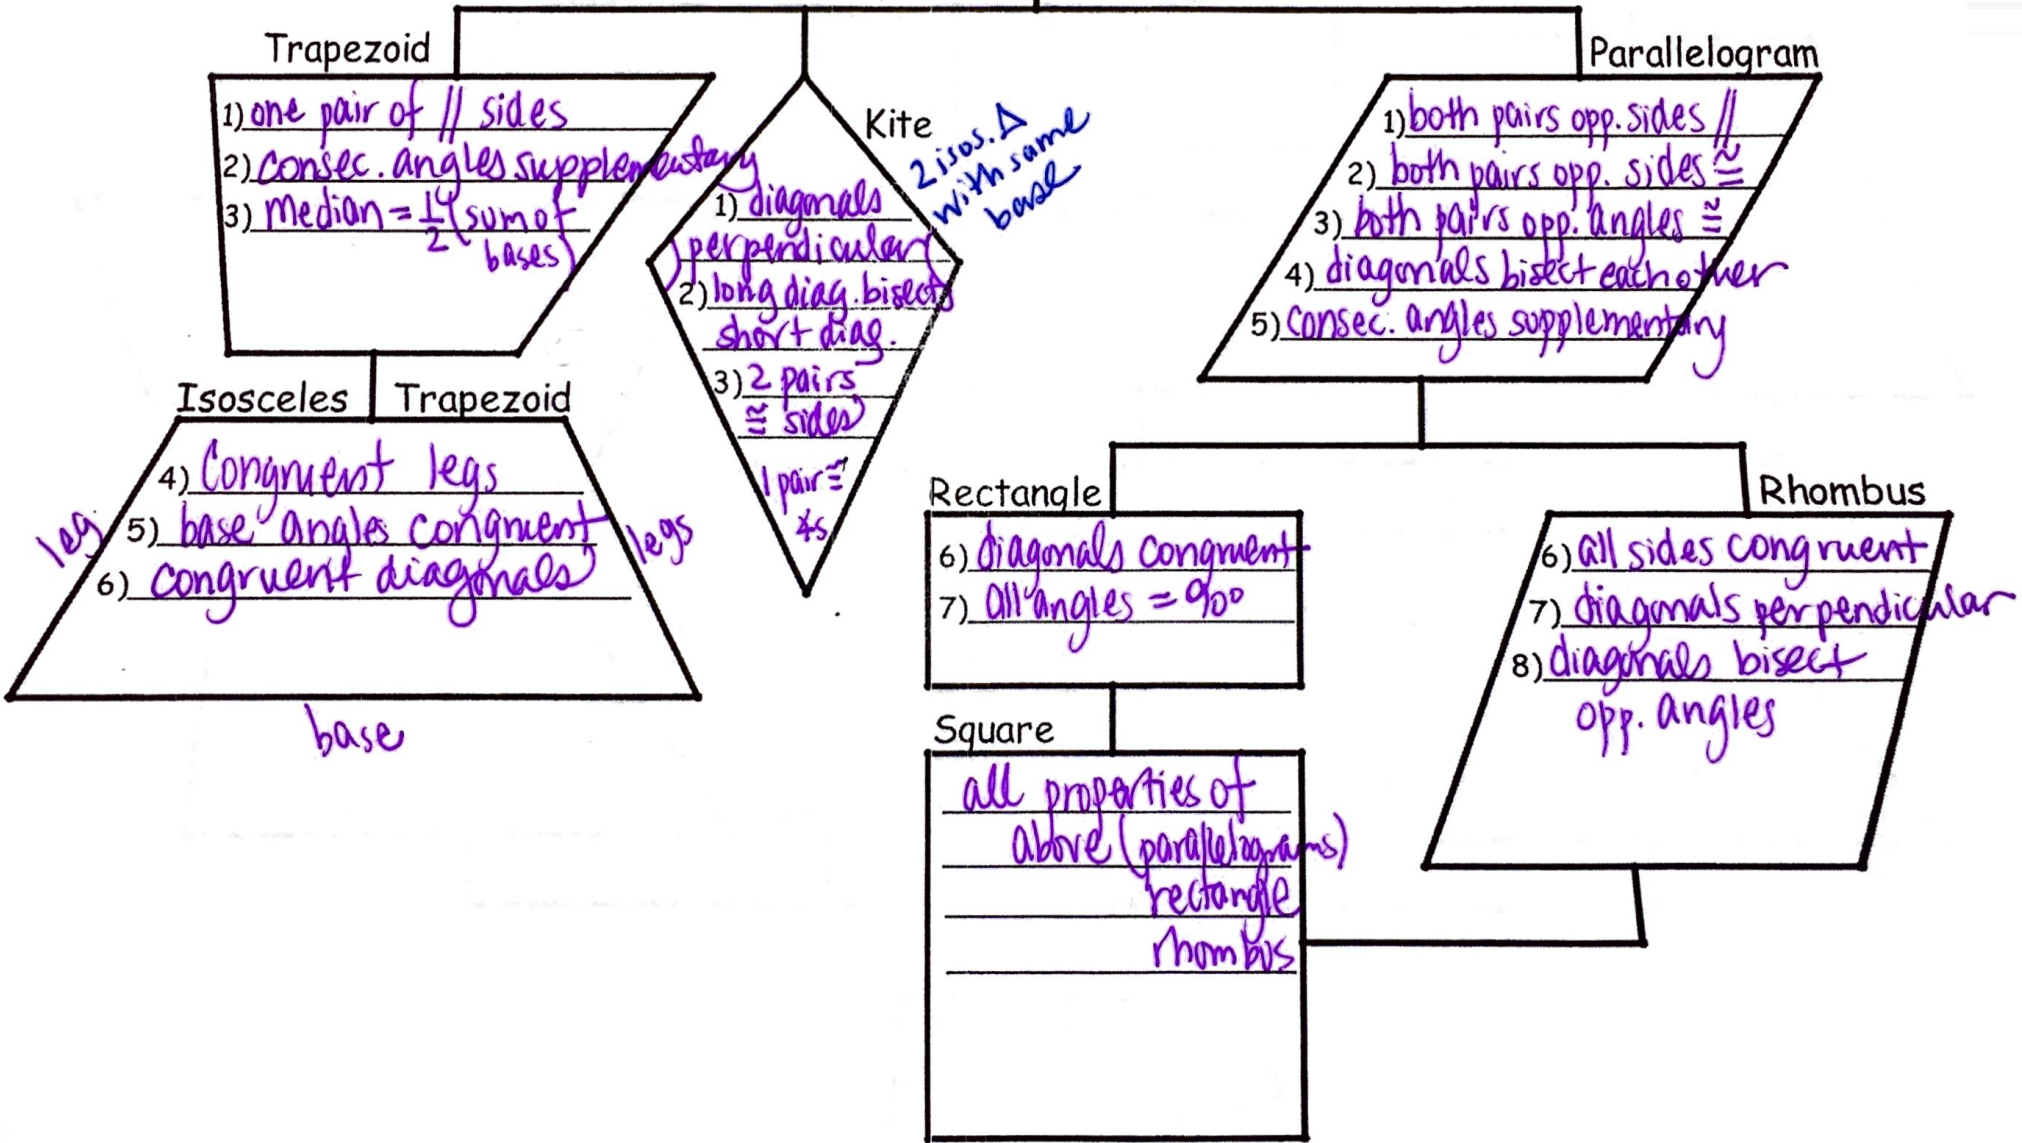 Trapezoid
1) one pair of // sides
2) consec. angles supplementary
3) Median = 1/2 (sum of
bases)
Kite
2 isos. Δ
with same
base
1) diagonals
perpendicular
2) long diag. bisects
short diag.
3) 2 pairs
≅ sides
1 pair ≅
∡s
Parallelogram
1) both pairs opp. sides //
2) both pairs opp. sides ≅
3) both pairs opp. angles ≅
4) diagonals bisect each other
5) consec. angles supplementary
Isosceles Trapezoid
4) Congruent legs
5) base angles congruent
6) congruent diagonals
leg
legs
base
Rectangle
6) diagonals congruent
7) all angles = 90°
Rhombus
6) all sides congruent
7) diagonals perpendicular
8) diagonals bisect
opp. angles
Square
all properties of
above (parallelograms)
rectangle
rhombus